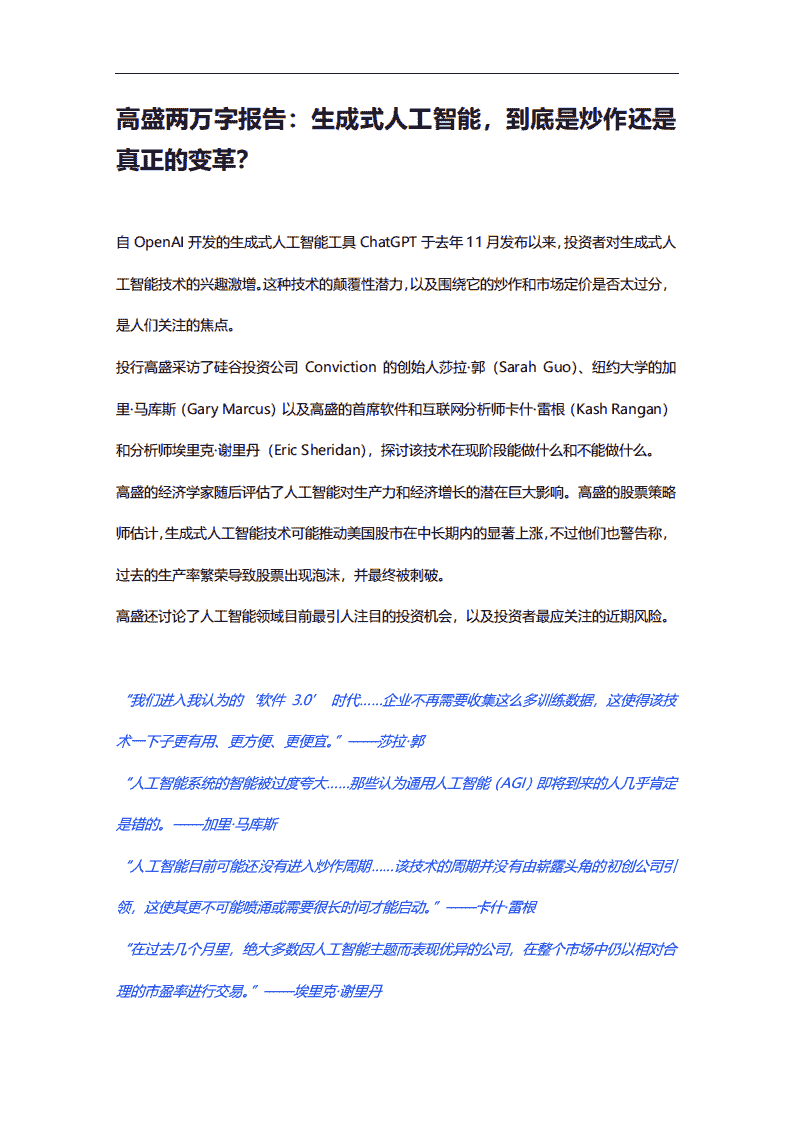 高盛两万字报告：生成式人工智能，到底是炒作还是
真正的变革？
自 OpenAI 开发的生成式人工智能工具 ChatGPT 于去年 11 月发布以来，投资者对生成式人
工智能技术的兴趣激增。这种技术的颠覆性潜力，以及围绕它的炒作和市场定价是否太过分，
是人们关注的焦点。
投行高盛采访了硅谷投资公司 Conviction 的创始人莎拉·郭（Sarah Guo）、纽约大学的加
里·马库斯（Gary Marcus）以及高盛的首席软件和互联网分析师卡什·雷根（Kash Rangan）
和分析师埃里克·谢里丹（Eric Sheridan），探讨该技术在现阶段能做什么和不能做什么。
高盛的经济学家随后评估了人工智能对生产力和经济增长的潜在巨大影响。高盛的股票策略
师估计，生成式人工智能技术可能推动美国股市在中长期内的显著上涨，不过他们也警告称，
过去的生产率繁荣导致股票出现泡沫，并最终被刺破。
高盛还讨论了人工智能领域目前最引人注目的投资机会，以及投资者最应关注的近期风险。
“我们进入我认为的‘软件 3.0’ 时代……企业不再需要收集这么多训练数据，这使得该技
术一下子更有用、更方便、更便宜。”———莎拉·郭
“人工智能系统的智能被过度夸大……那些认为通用人工智能（AGI）即将到来的人几乎肯定
是错的。———加里·马库斯
“人工智能目前可能还没有进入炒作周期……该技术的周期并没有由崭露头角的初创公司引
领，这使其更不可能喷涌或需要很长时间才能启动。”———卡什·雷根
“在过去几个月里，绝大多数因人工智能主题而表现优异的公司，在整个市场中仍以相对合
理的市盈率进行交易。”———埃里克·谢里丹